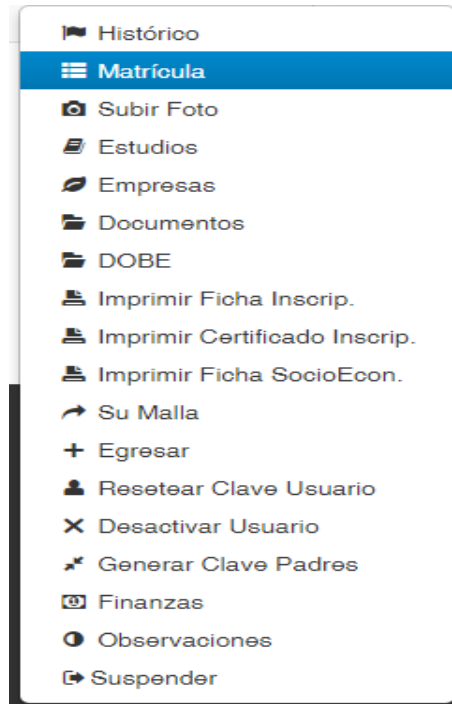 Histórico
Matrícula
Subir Foto
Estudios
Empresas
Documentos
DOBE
Imprimir Ficha Inscrip.
Imprimir Certificado Inscrip.
Imprimir Ficha SocioEcon.
Su Malla
Egresar
Resetear Clave Usuario
Desactivar Usuario
Generar Clave Padres
Finanzas
Observaciones
Suspender